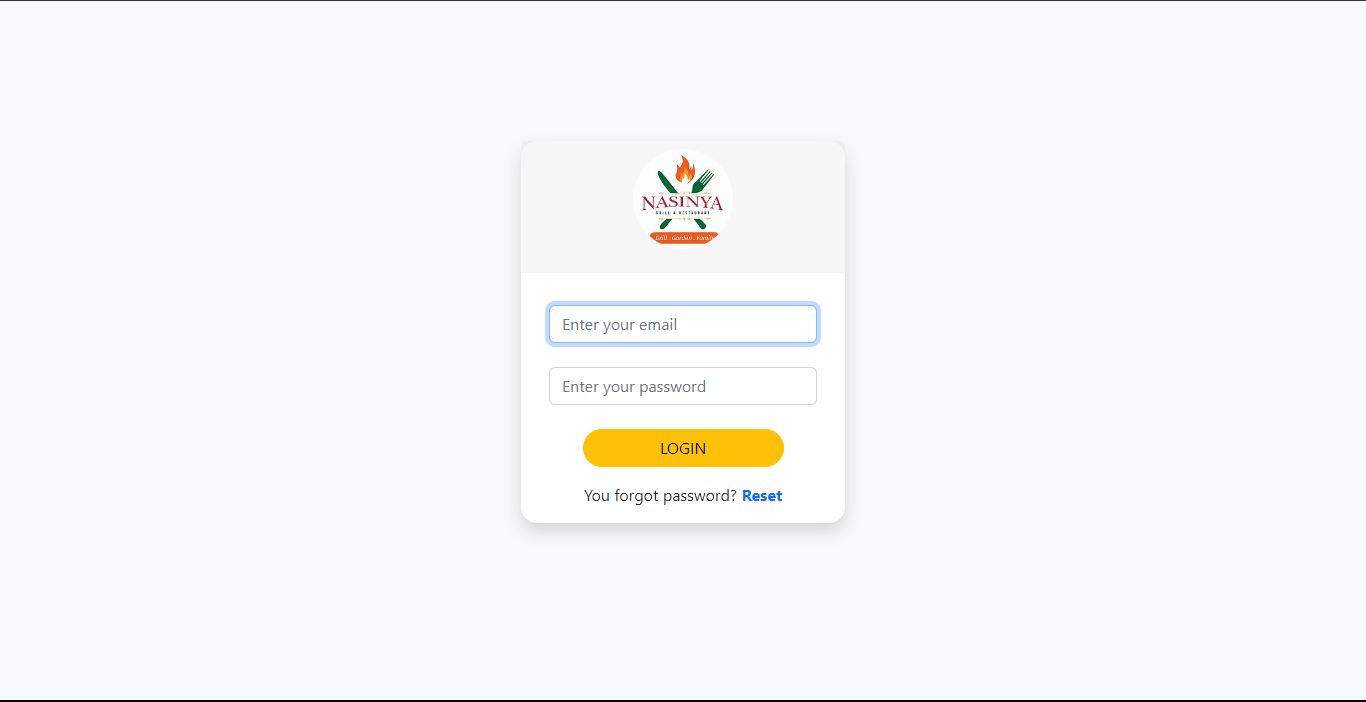 NASINYA
GRILL & RESTAURANT
Grill . Garden . Family
Enter your email
Enter your password
LOGIN
You forgot password? Reset